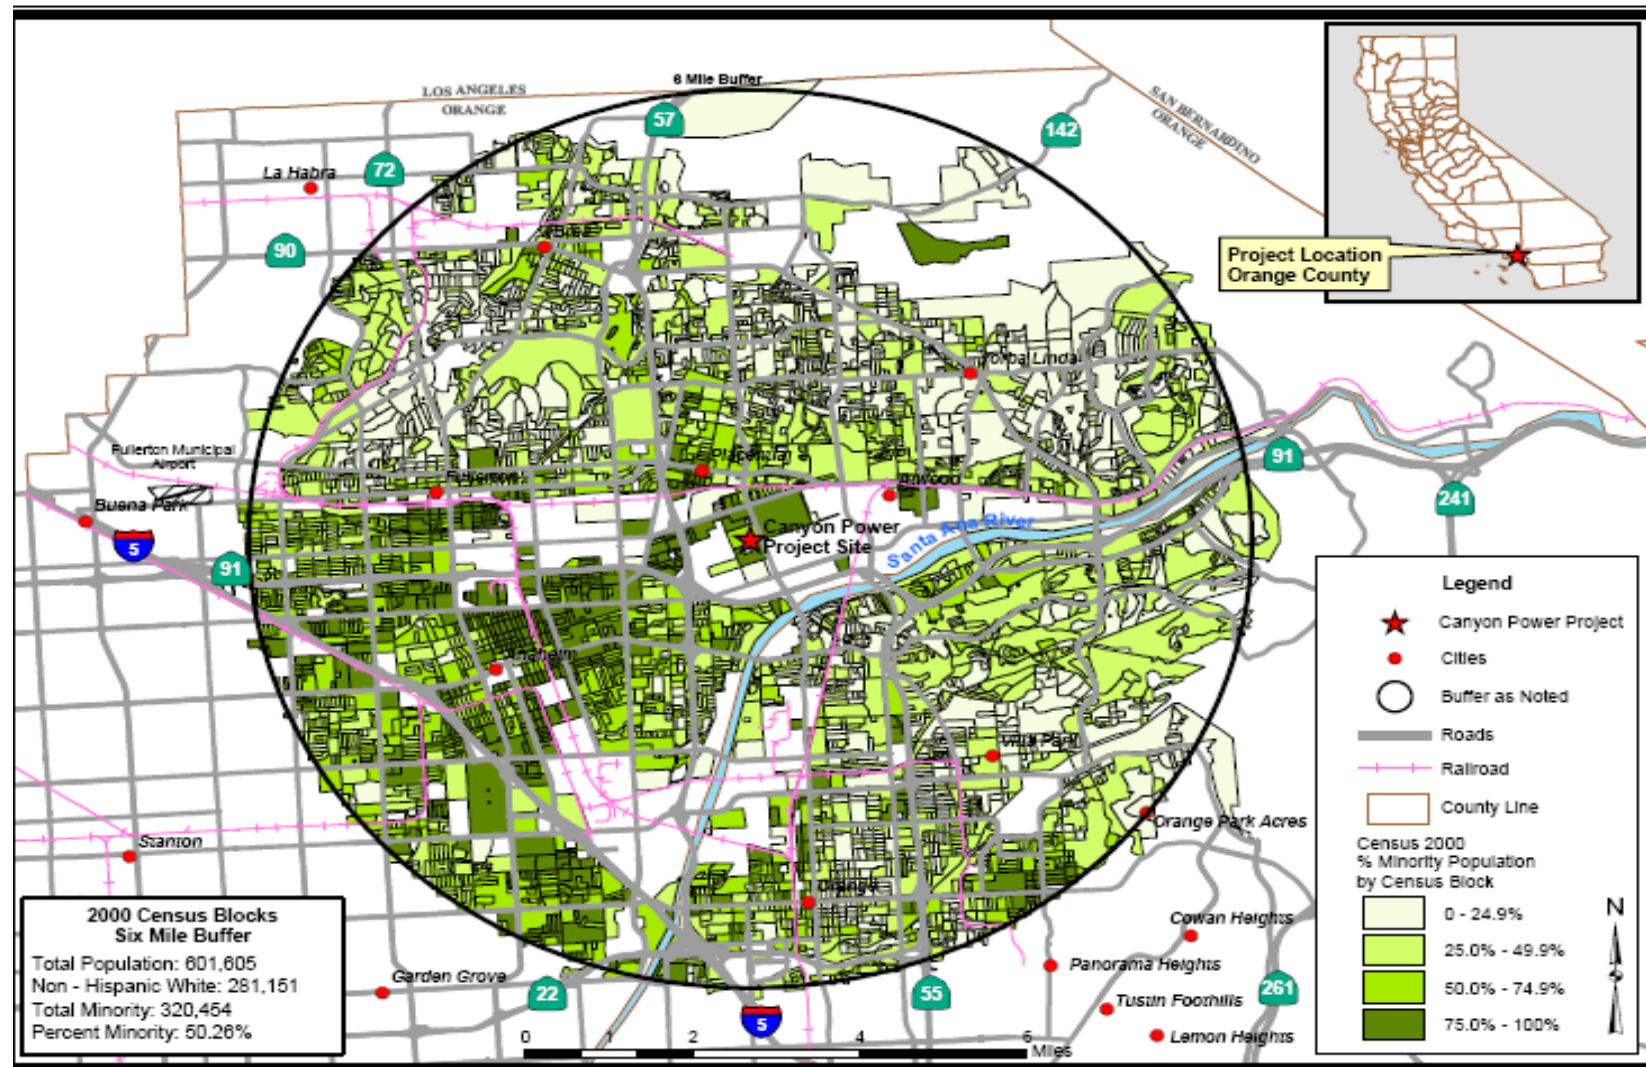 6 Mile Buffer
LOS ANGELES
ORANGE
SAN BERNARDINO
ORANGE
57
142
72
La Habra
90
Brea
Project Location
Orange County
Yorba Linda
Fullerton Municipal
Airport
Placentia
Fullerton
Atwood
91
241
Buena Park
5
91
Canyon Power
Project Site
Santa Ana River
Anaheim
Villa Park
Orange Park Acres
Stanton
Orange
Cowan Heights
Panorama Heights
Garden Grove
22
55
261
Tustin Foothills
5
Lemon Heights
0 1 2 4 6
Miles
2000 Census Blocks
Six Mile Buffer
Total Population: 601,605
Non - Hispanic White: 281,151
Total Minority: 320,454
Percent Minority: 50.26%
Legend
Canyon Power Project
Cities
Buffer as Noted
Roads
Railroad
County Line
Census 2000
% Minority Population
by Census Block
0 - 24.9%
25.0% - 49.9%
50.0% - 74.9%
75.0% - 100%
N